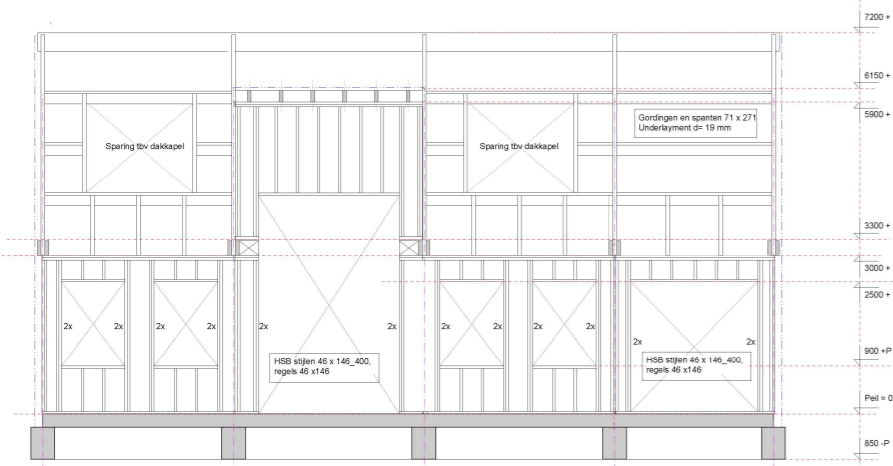 7200 +
6150 +
Gordingen en spanten 71 x 271
Underlayment d= 19 mm
5900 +
Sparing tbv dakkapel
Sparing tbv dakkapel
3300 +
3000 +
2500 +
2x
2x
2x
2x
2x
2x
2x
2x
2x
2x
2x
2x
HSB stijlen 46 x 146_400,
regels 46 x146
HSB stijlen 46 x 146_400,
regels 46 x146
900 +P
Peil = 0
850 -P